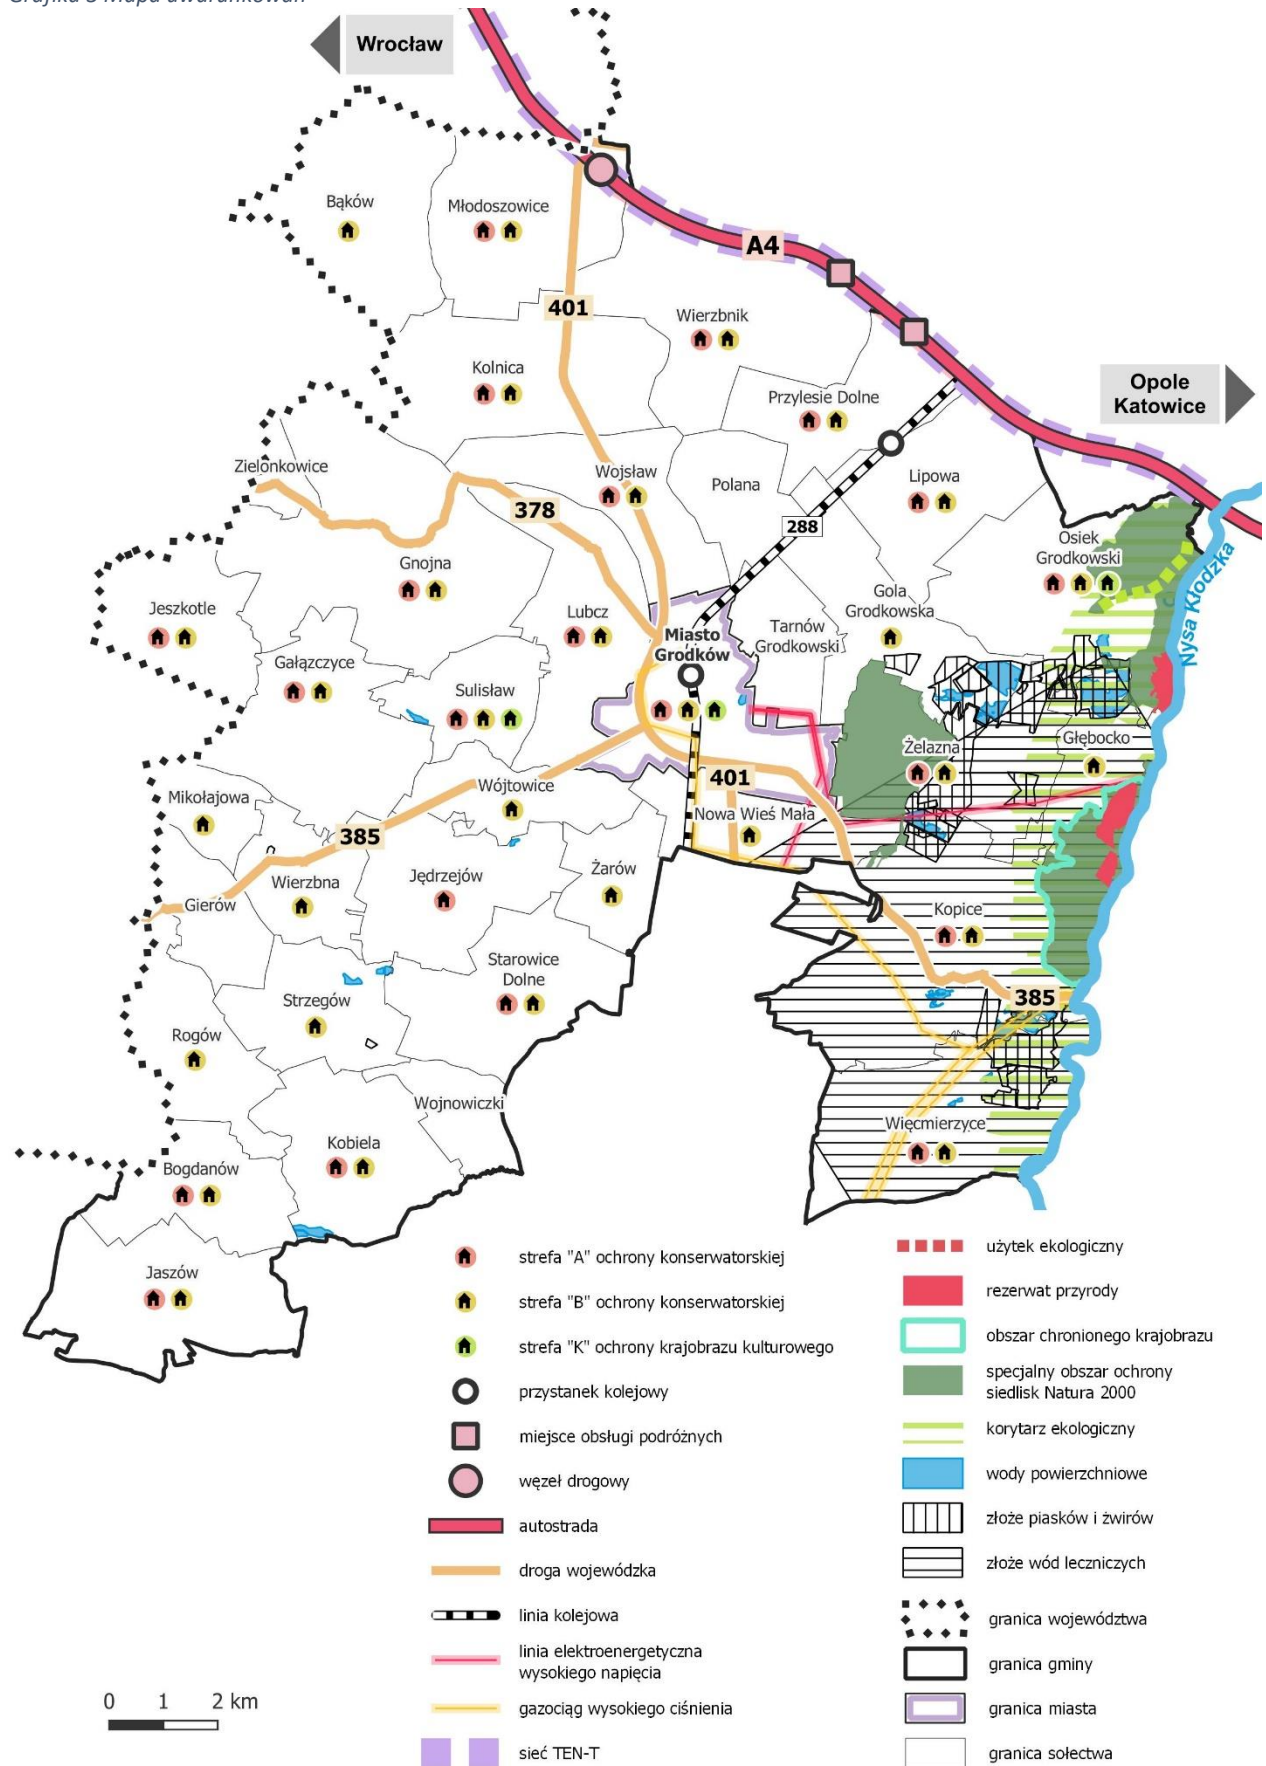 Grafika 3 Mapa uwarunkowań
Wrocław
Bąków
Młodoszowice
A4
401
Wierzbnik
Kolnica
Opole
Katowice
Przylesie Dolne
Zielonkowice
Wojsław
Polana
Lipowa
378
288
Osiek
Grodkowski
Gnojna
Nysa Kłodzka
Jeszkotle
Lubcz
Gola
Grodkowska
Miasto
Grodków
Tarnów
Grodkowski
Gałązczyce
Sulisław
Żelazna
Głębocko
Wójtowice
401
Mikołajowa
Nowa Wieś Mała
385
Żarów
Jędrzejów
Wierzbna
Gierów
Kopice
Starowice
Dolne
Strzegów
385
Rogów
Wojnowiczki
Więcmierzyce
Kobiela
Bogdanów
Jaszów
strefa "A" ochrony konserwatorskiej
strefa "B" ochrony konserwatorskiej
strefa "K" ochrony krajobrazu kulturowego
przystanek kolejowy
miejsce obsługi podróżnych
węzeł drogowy
autostrada
droga wojewódzka
linia kolejowa
linia elektroenergetyczna
wysokiego napięcia
gazociąg wysokiego ciśnienia
sieć TEN-T
użytek ekologiczny
rezerwat przyrody
obszar chronionego krajobrazu
specjalny obszar ochrony
siedlisk Natura 2000
korytarz ekologiczny
wody powierzchniowe
złoże piasków i żwirów
złoże wód leczniczych
granica województwa
granica gminy
granica miasta
granica sołectwa
0 1 2 km